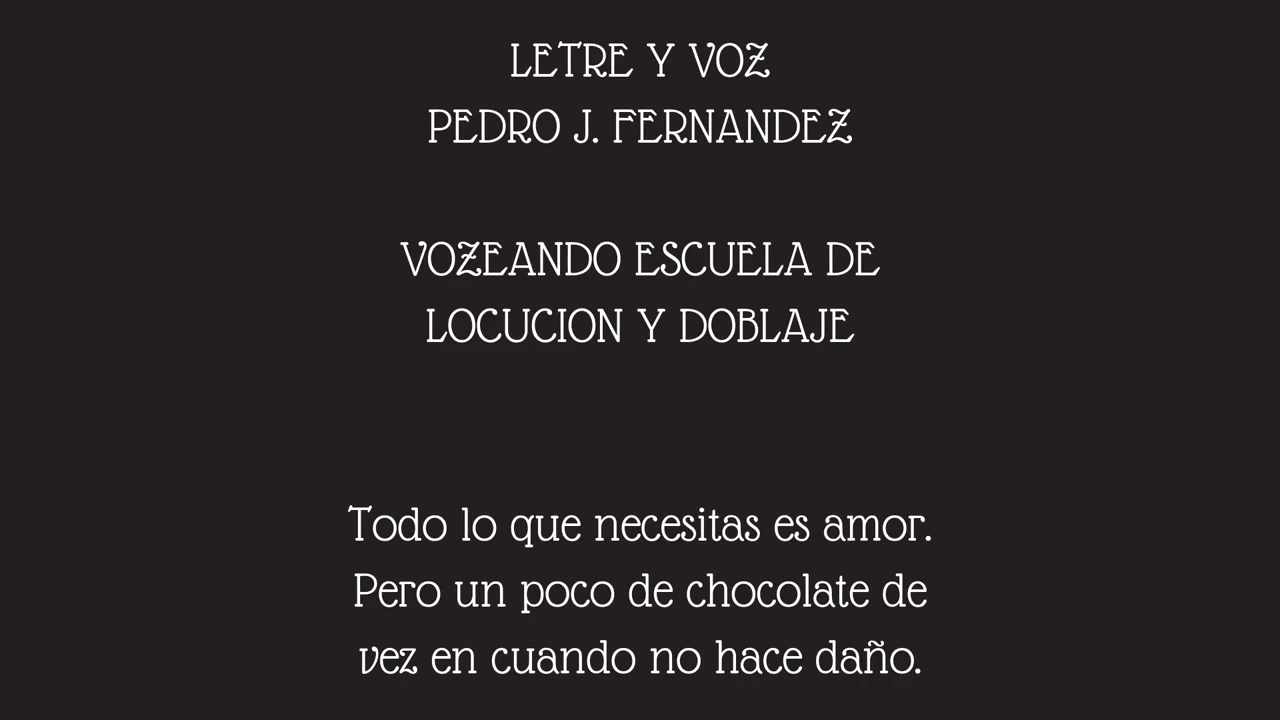 LETRE Y VOZ
PEDRO J. FERNANDEZ
VOZEANDO ESCUELA DE
LOCUCION Y DOBLAJE
Todo lo que necesitas es amor.
Pero un poco de chocolate de
vez en cuando no hace daño.